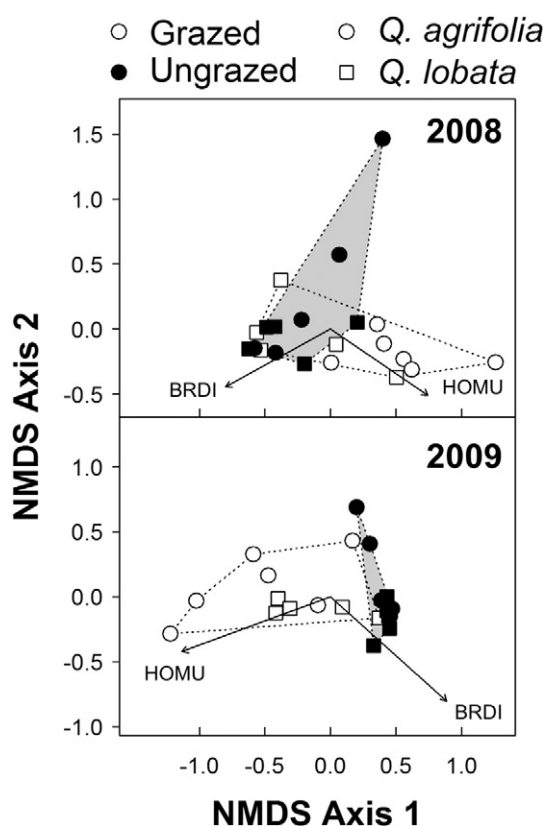 Grazed Q. agrifolia
Ungrazed Q. lobata
2008
1.5
1.0
0.5
0.0
-0.5
BRDI
HOMU
NMDS Axis 2
2009
1.0
0.5
0.0
-0.5
-1.0
HOMU
BRDI
-1.0 -0.5 0.0 0.5 1.0
NMDS Axis 1